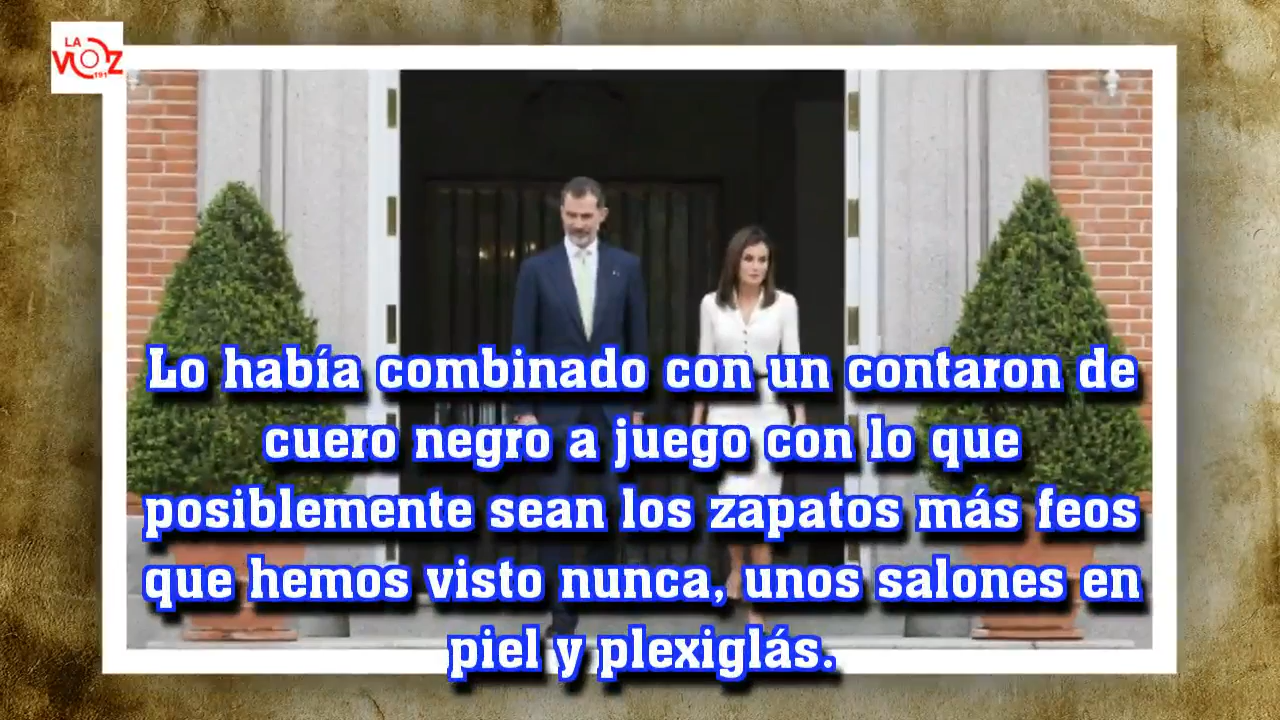 LA
VOZ
191
Lo había combinado con un contaron de
cuero negro a juego con lo que
posiblemente sean los zapatos más feos
que hemos visto nunca, unos salones en
piel y plexiglás.